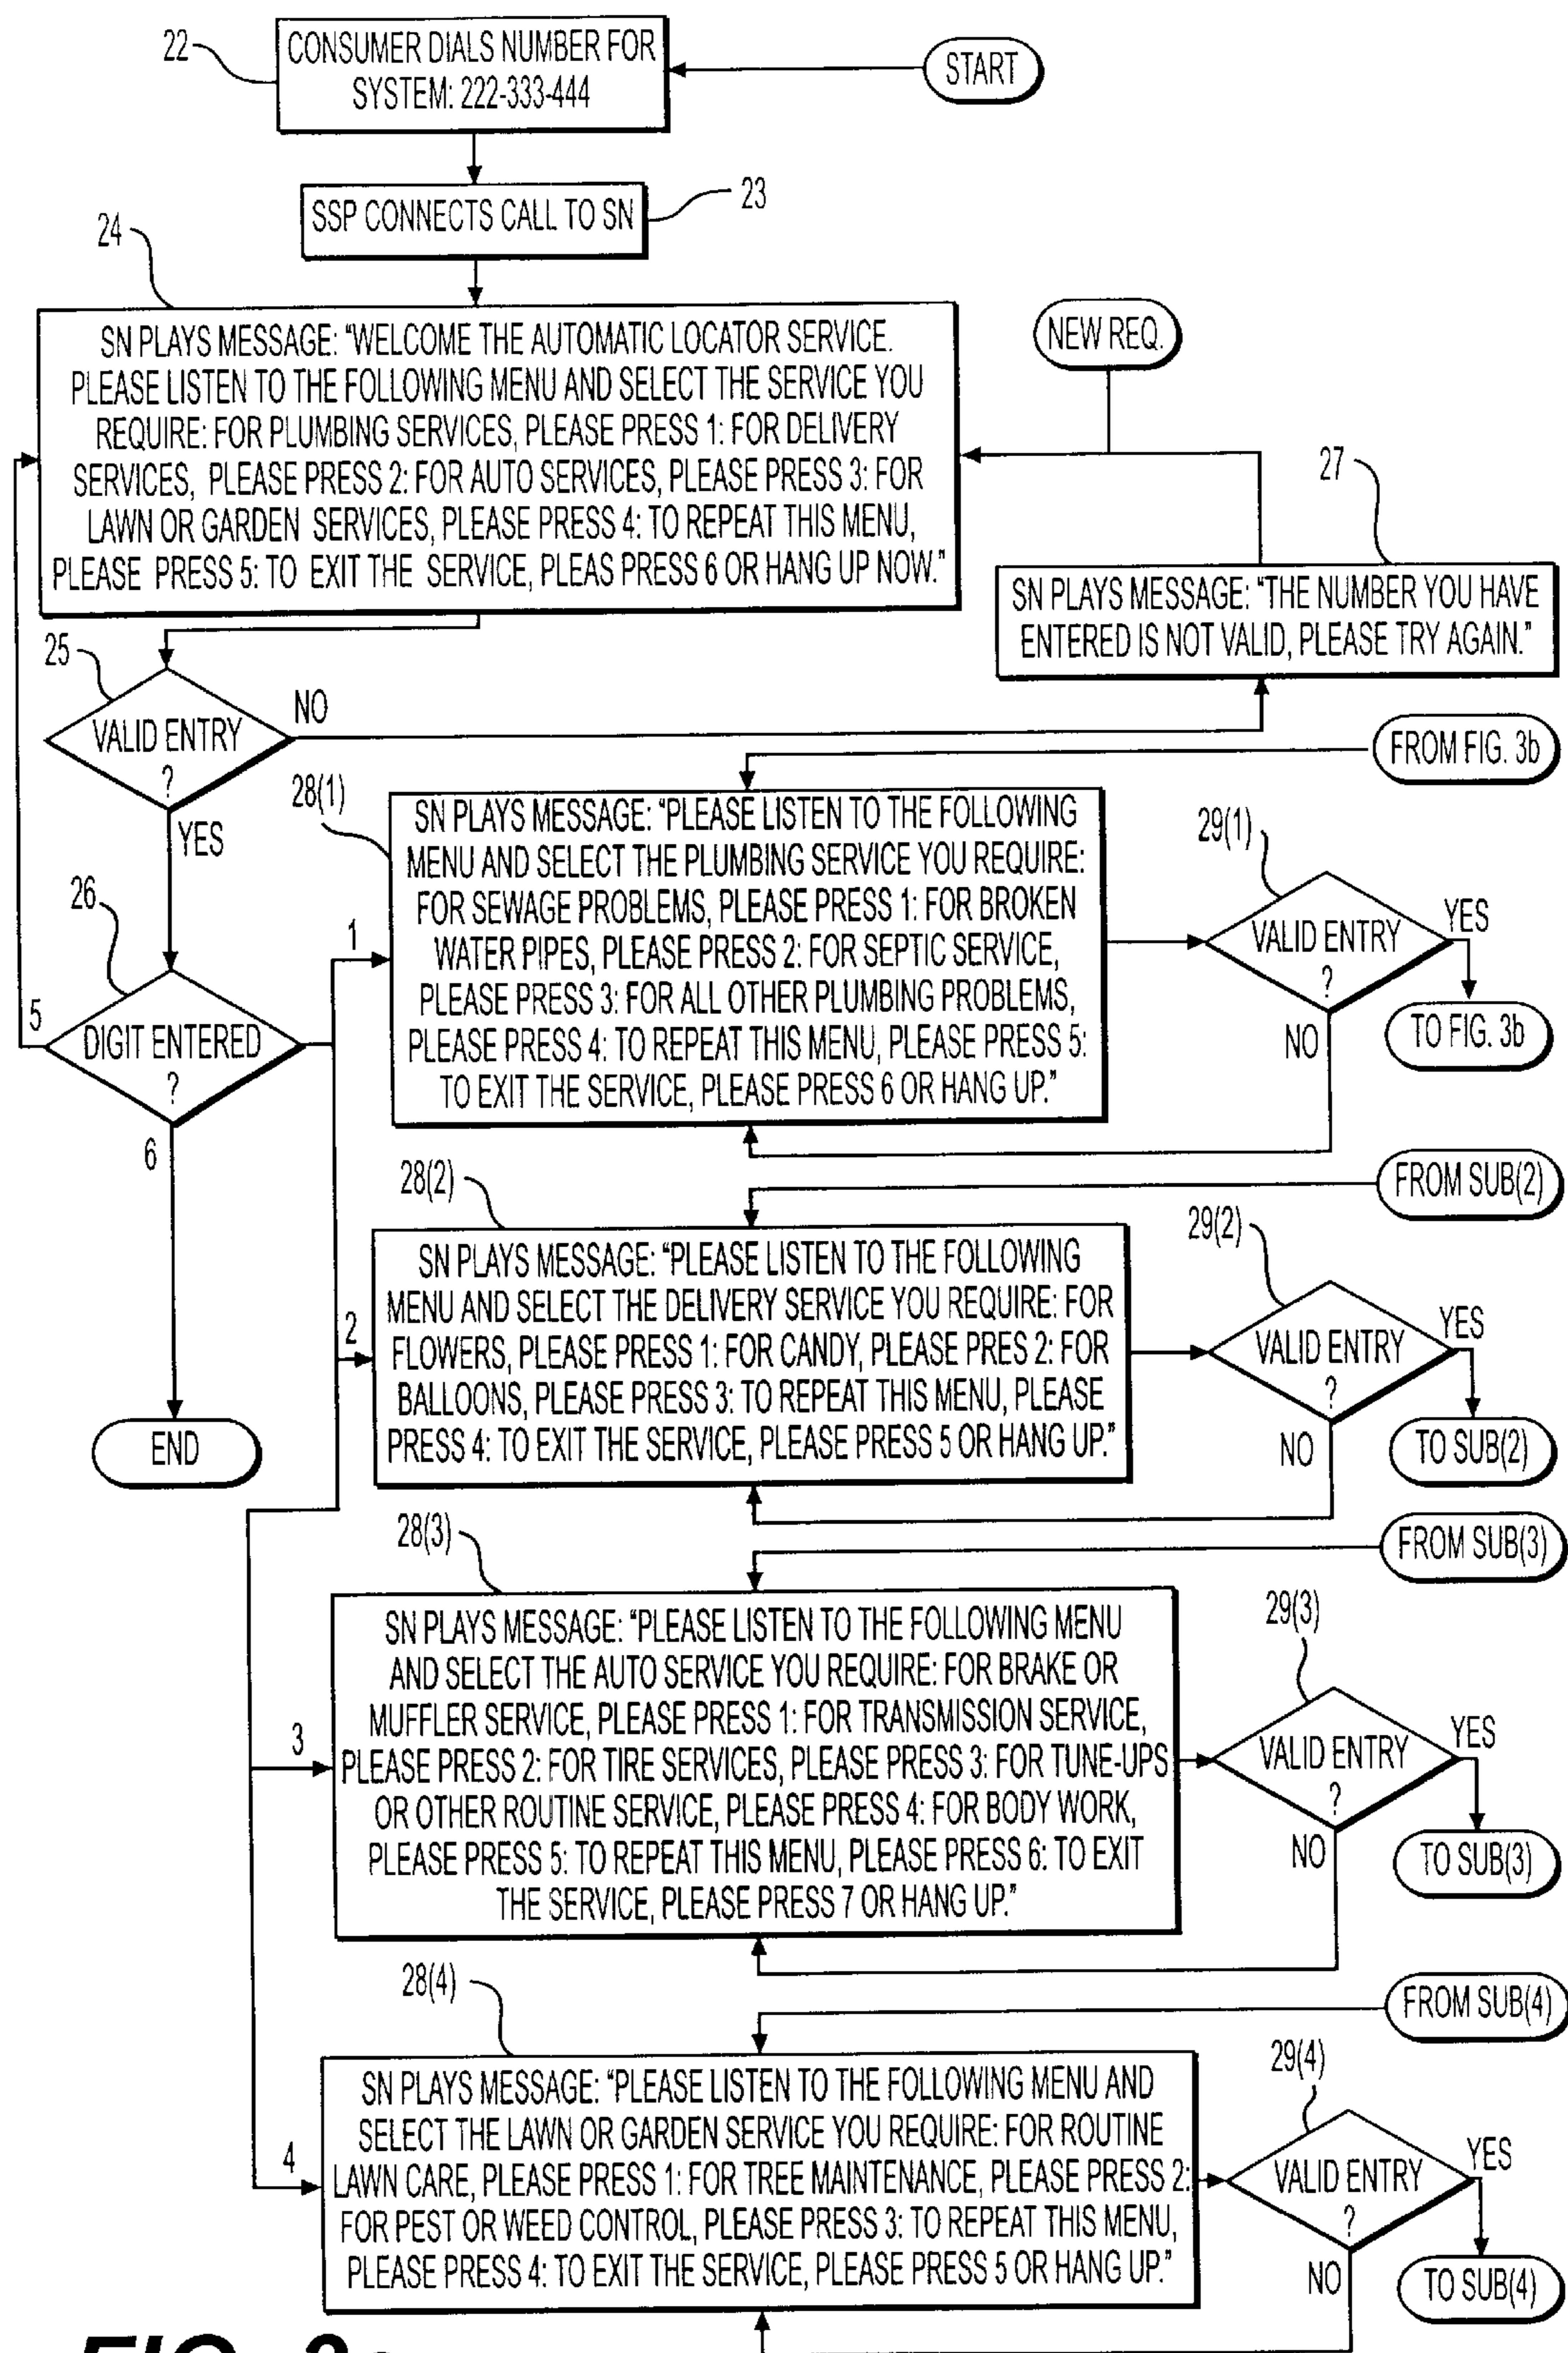 22
CONSUMER DIALS NUMBER FOR
SYSTEM: 222-333-444
START
SSP CONNECTS CALL TO SN
23
24
SN PLAYS MESSAGE: “WELCOME THE AUTOMATIC LOCATOR SERVICE.
PLEASE LISTEN TO THE FOLLOWING MENU AND SELECT THE SERVICE YOU
REQUIRE: FOR PLUMBING SERVICES, PLEASE PRESS 1: FOR DELIVERY
SERVICES, PLEASE PRESS 2: FOR AUTO SERVICES, PLEASE PRESS 3: FOR
LAWN OR GARDEN SERVICES, PLEASE PRESS 4: TO REPEAT THIS MENU,
PLEASE PRESS 5: TO EXIT THE SERVICE, PLEAS PRESS 6 OR HANG UP NOW.”
NEW REQ.
27
SN PLAYS MESSAGE: “THE NUMBER YOU HAVE
ENTERED IS NOT VALID, PLEASE TRY AGAIN.”
25
VALID ENTRY
?
NO
YES
FROM FIG. 3b
28(1)
SN PLAYS MESSAGE: “PLEASE LISTEN TO THE FOLLOWING
MENU AND SELECT THE PLUMBING SERVICE YOU REQUIRE:
FOR SEWAGE PROBLEMS, PLEASE PRESS 1: FOR BROKEN
WATER PIPES, PLEASE PRESS 2: FOR SEPTIC SERVICE,
PLEASE PRESS 3: FOR ALL OTHER PLUMBING PROBLEMS,
PLEASE PRESS 4: TO REPEAT THIS MENU, PLEASE PRESS 5:
TO EXIT THE SERVICE, PLEASE PRESS 6 OR HANG UP.”
29(1)
VALID ENTRY
?
YES
NO
TO FIG. 3b
26
DIGIT ENTERED
?
5
6
1
END
28(2)
FROM SUB(2)
2
SN PLAYS MESSAGE: “PLEASE LISTEN TO THE FOLLOWING
MENU AND SELECT THE DELIVERY SERVICE YOU REQUIRE: FOR
FLOWERS, PLEASE PRESS 1: FOR CANDY, PLEASE PRES 2: FOR
BALLOONS, PLEASE PRESS 3: TO REPEAT THIS MENU, PLEASE
PRESS 4: TO EXIT THE SERVICE, PLEASE PRESS 5 OR HANG UP.”
29(2)
VALID ENTRY
?
YES
NO
TO SUB(2)
28(3)
FROM SUB(3)
3
SN PLAYS MESSAGE: “PLEASE LISTEN TO THE FOLLOWING MENU
AND SELECT THE AUTO SERVICE YOU REQUIRE: FOR BRAKE OR
MUFFLER SERVICE, PLEASE PRESS 1: FOR TRANSMISSION SERVICE,
PLEASE PRESS 2: FOR TIRE SERVICES, PLEASE PRESS 3: FOR TUNE-UPS
OR OTHER ROUTINE SERVICE, PLEASE PRESS 4: FOR BODY WORK,
PLEASE PRESS 5: TO REPEAT THIS MENU, PLEASE PRESS 6: TO EXIT
THE SERVICE, PLEASE PRESS 7 OR HANG UP.”
29(3)
VALID ENTRY
?
YES
NO
TO SUB(3)
28(4)
FROM SUB(4)
4
SN PLAYS MESSAGE: “PLEASE LISTEN TO THE FOLLOWING MENU AND
SELECT THE LAWN OR GARDEN SERVICE YOU REQUIRE: FOR ROUTINE
LAWN CARE, PLEASE PRESS 1: FOR TREE MAINTENANCE, PLEASE PRESS 2:
FOR PEST OR WEED CONTROL, PLEASE PRESS 3: TO REPEAT THIS MENU,
PLEASE PRESS 4: TO EXIT THE SERVICE, PLEASE PRESS 5 OR HANG UP.”
29(4)
VALID ENTRY
?
YES
NO
TO SUB(4)